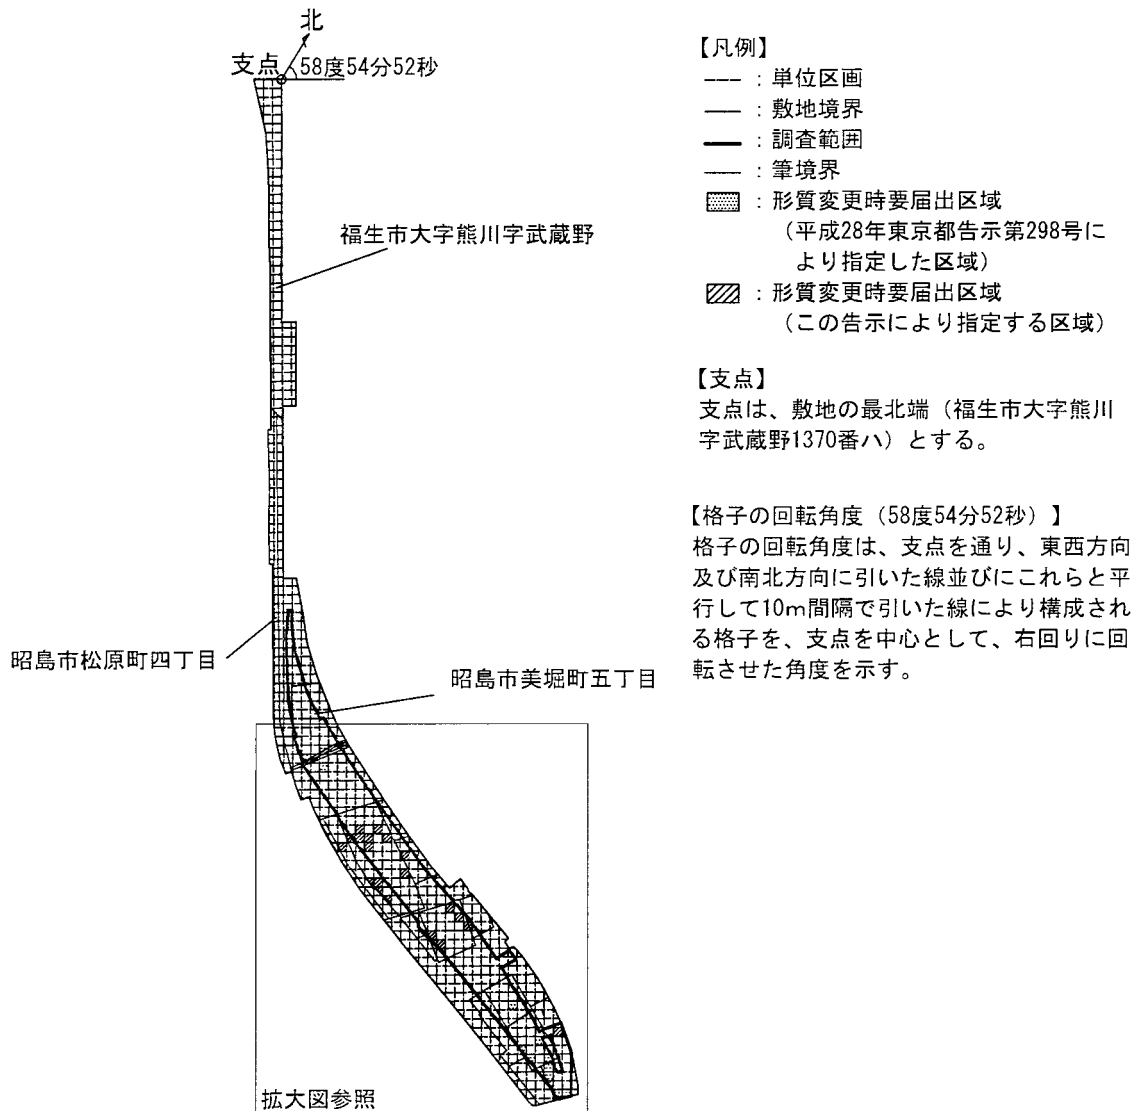 北
支点
58度54分52秒
福生市大字熊川字武蔵野
昭島市松原町四丁目
昭島市美堀町五丁目
拡大図参照
【凡例】
：単位区画
：敷地境界
：調査範囲
：筆境界
：形質変更時要届出区域
（平成28年東京都告示第298号に
より指定した区域）
：形質変更時要届出区域
（この告示により指定する区域）
【支点】
支点は、敷地の最北端（福生市大字熊川
字武蔵野1370番ハ）とする。
【格子の回転角度（58度54分52秒）】
格子の回転角度は、支点を通り、東西方向
及び南北方向に引いた線並びにこれらと平
行して10m間隔で引いた線により構成され
る格子を、支点を中心として、右回りに回
転させた角度を示す。